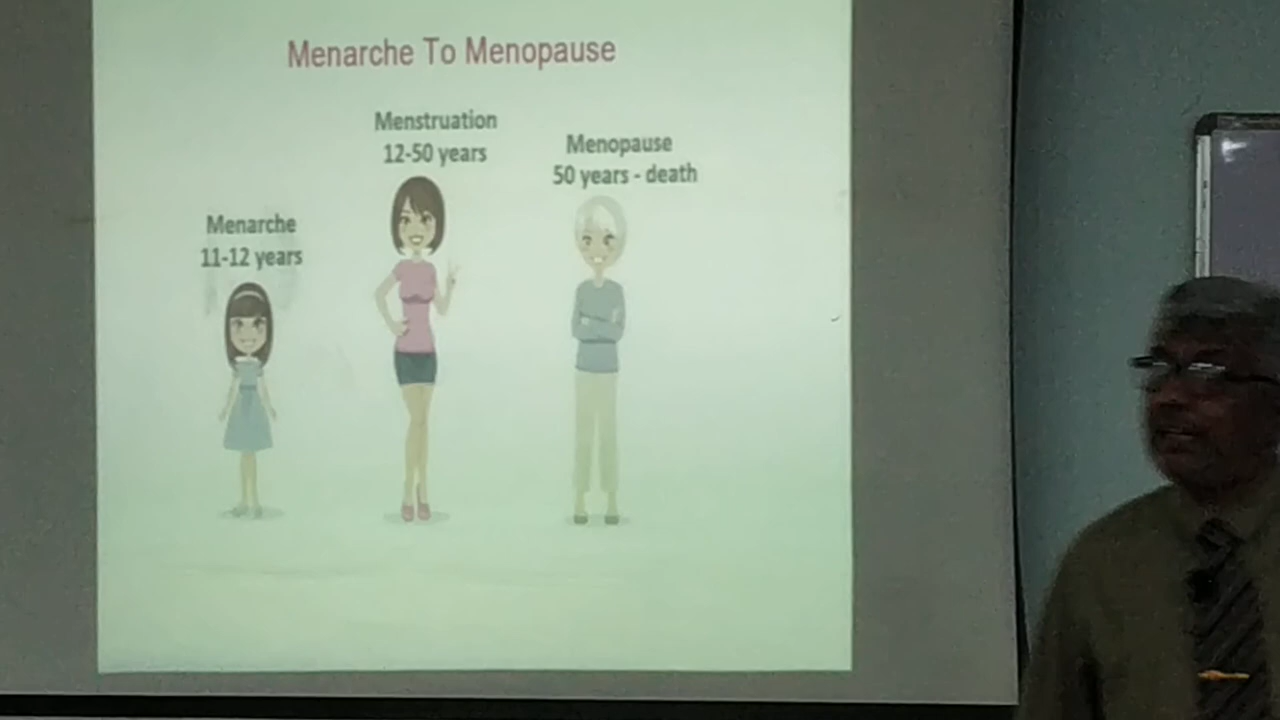 Menarche To Menopause
Menstruation
12-50 years
Menopause
50 years - death
Menarche
11-12 years